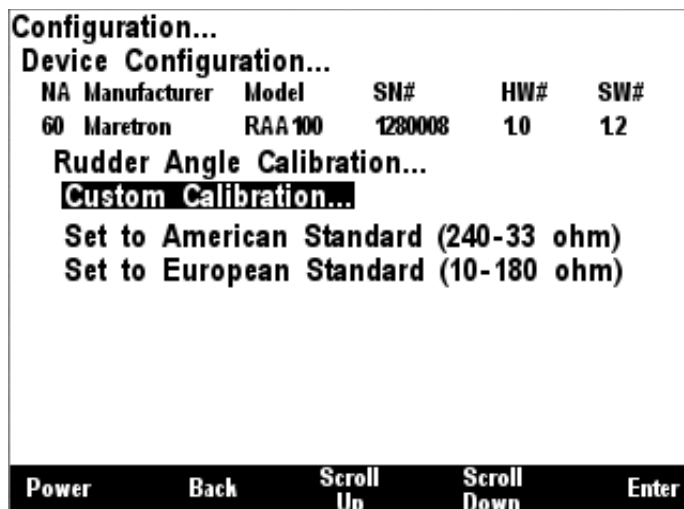 Configuration...
Device Configuration...
NA Manufacturer Model SN# HW# SW#
60 Maretron RAA100 1280008 1.0 1.2
Rudder Angle Calibration...
Custom Calibration...
Set to American Standard (240-33 ohm)
Set to European Standard (10-180 ohm)
Power Back Scroll Up Scroll Down Enter